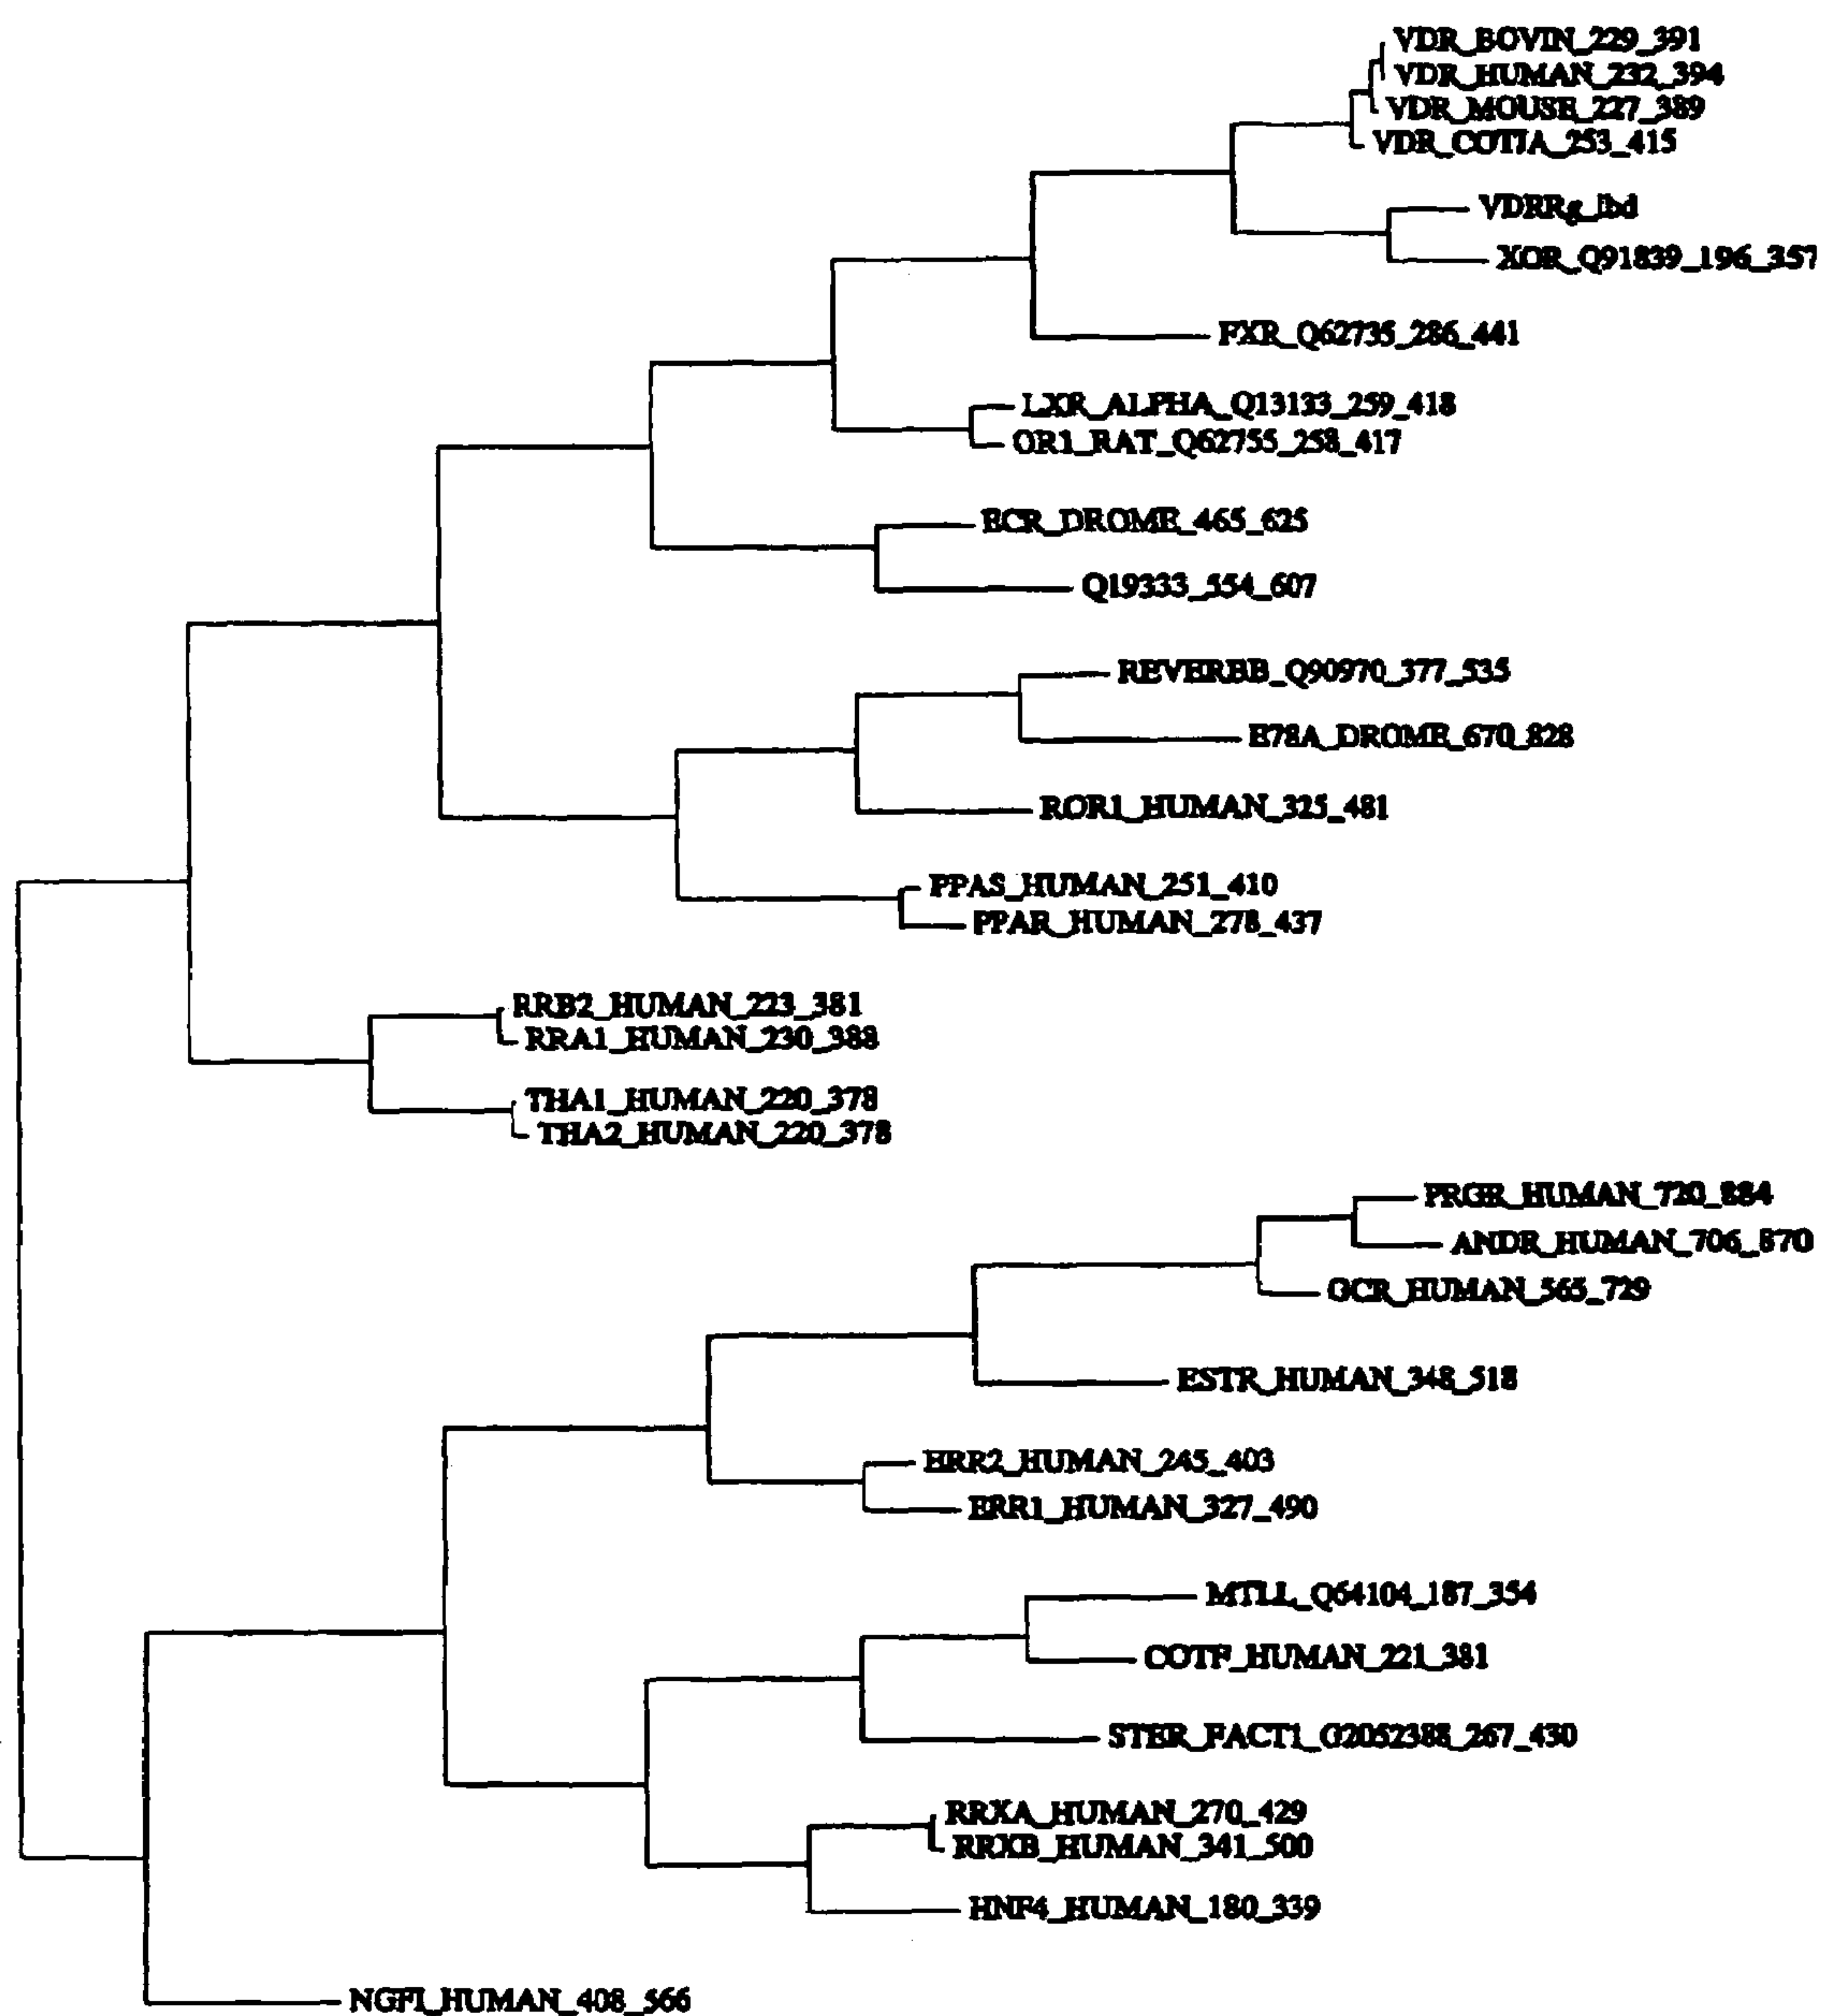 VDR_BOVIN_229_391
VDR_HUMAN_232_394
VDR_MOUSE_227_389
VDR_COTJA_253_415
VDRRg_lbd
XOR_Q91839_196_357
FXR_Q62735_286_441
LXR_ALPHA_Q13133_259_418
OR1_RAT_Q62755_258_417
ECR_DROME_465_625
Q19333_554_607
REVERBB_Q90970_377_535
E78A_DROME_670_828
ROR1_HUMAN_325_481
PPAS_HUMAN_251_410
PPAR_HUMAN_278_437
RRB2_HUMAN_223_381
RRA1_HUMAN_230_388
THA1_HUMAN_220_378
THA2_HUMAN_220_378
PRGR_HUMAN_720_884
ANDR_HUMAN_706_870
GCR_HUMAN_565_729
ESTR_HUMAN_348_518
ERR2_HUMAN_245_403
ERR1_HUMAN_327_490
MTLL_Q64104_187_354
COTF_HUMAN_221_381
STER_FACT1_G2052388_267_430
RRXA_HUMAN_270_429
RRXB_HUMAN_341_500
HNF4_HUMAN_180_339
NGFI_HUMAN_408_566